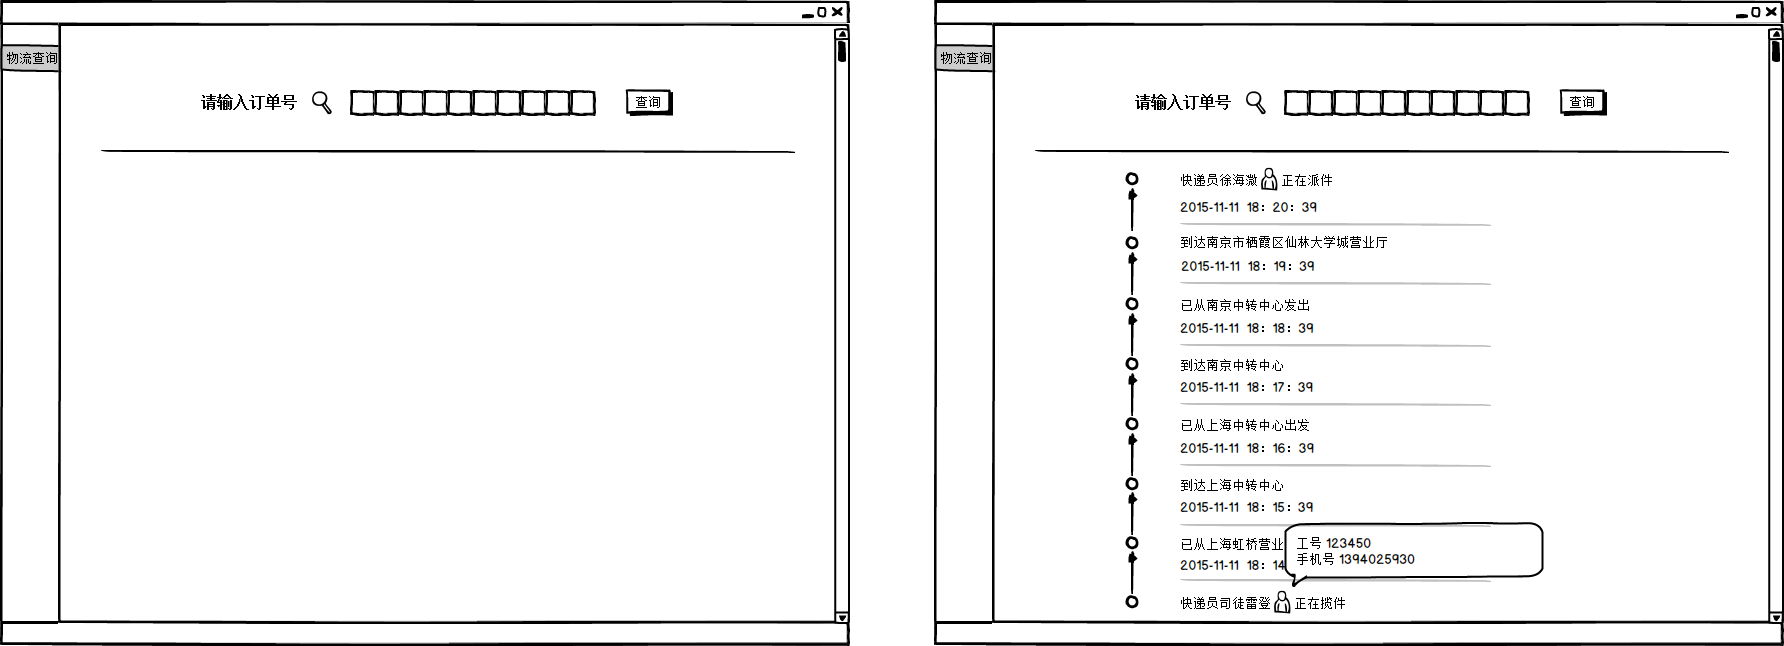 物流查询
请输入订单号
查询
物流查询
请输入订单号
查询
快递员徐海溦 正在派件
2015-11-11 18：20：39
到达南京市栖霞区仙林大学城营业厅
2015-11-11 18：19：39
已从南京中转中心发出
2015-11-11 18：18：39
到达南京中转中心
2015-11-11 18：17：39
已从上海中转中心出发
2015-11-11 18：16：39
到达上海中转中心
2015-11-11 18：15：39
已从上海虹桥营业
2015-11-11 18：14
工号 123450
手机号 1394025930
快递员司徒雷登 正在揽件